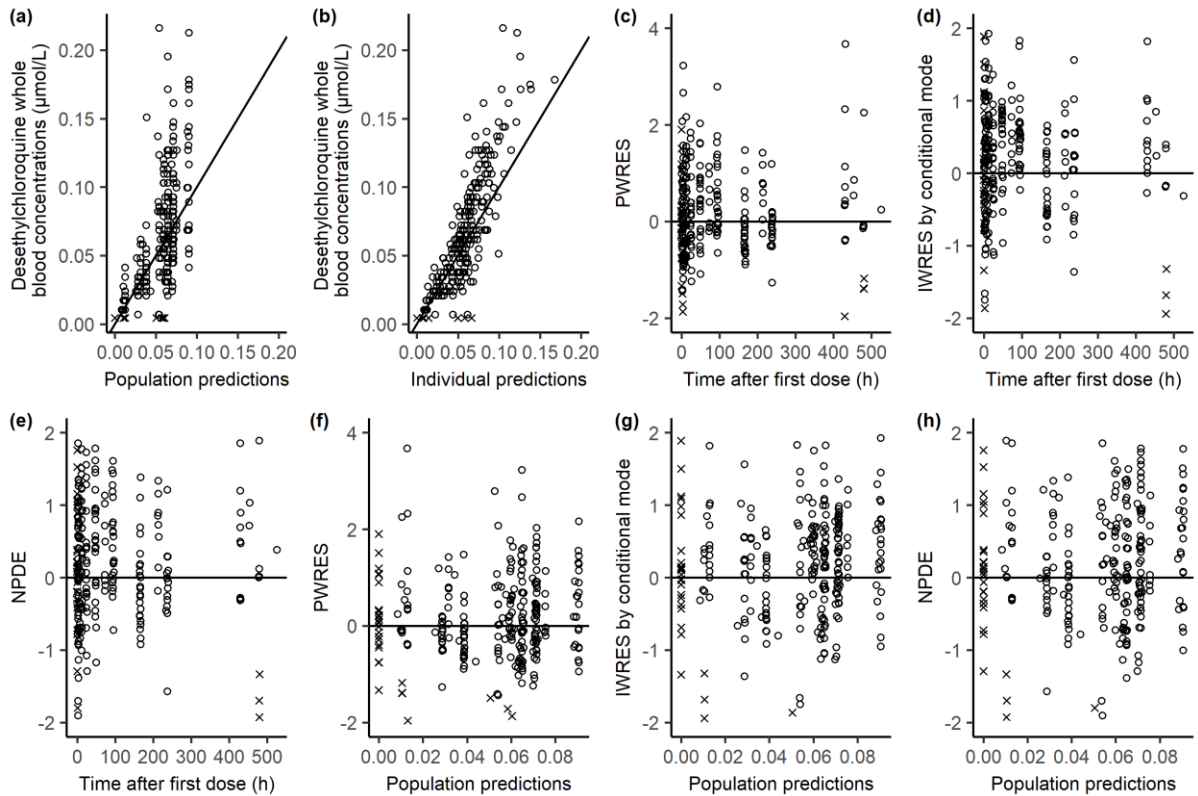 (a)
Desethylchloroquine whole
blood concentrations (µmol/L)
0.20
0.15
0.10
0.05
0.00
0.00 0.05 0.10 0.15 0.20
Population predictions
(b)
Desethylchloroquine whole
blood concentrations (µmol/L)
0.20
0.15
0.10
0.05
0.00
0.00 0.05 0.10 0.15 0.20
Individual predictions
(c)
PWRES
4
2
0
-2
0 100 200 300 400 500
Time after first dose (h)
(d)
IWRES by conditional mode
2
1
0
-1
-2
0 100 200 300 400 500
Time after first dose (h)
(e)
NPDE
2
1
0
-1
-2
0 100 200 300 400 500
Time after first dose (h)
(f)
PWRES
4
2
0
-2
0.00 0.02 0.04 0.06 0.08
Population predictions
(g)
IWRES by conditional mode
2
1
0
-1
-2
0.00 0.02 0.04 0.06 0.08
Population predictions
(h)
NPDE
2
1
0
-1
-2
0.00 0.02 0.04 0.06 0.08
Population predictions